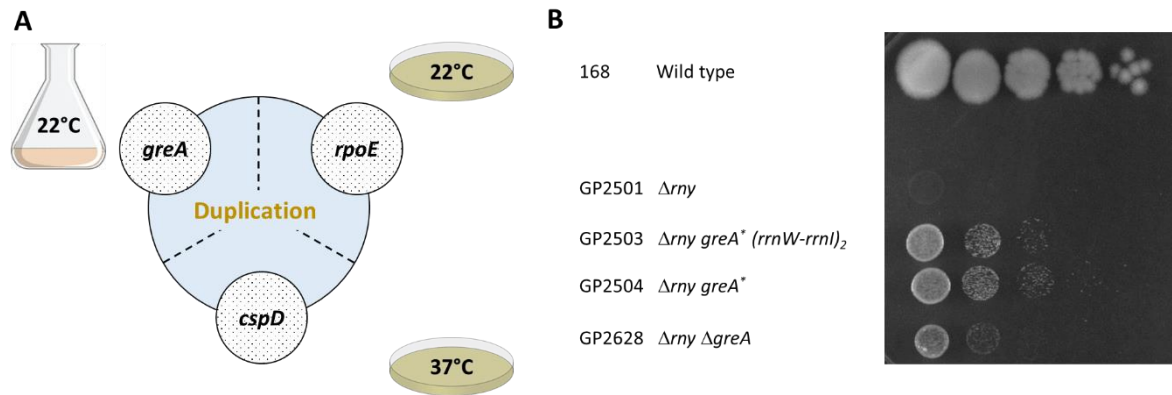 A
22°C
22°C
greA
rpoE
Duplication
cspD
37°C
B
168 Wild type
GP2501 Δrny
GP2503 Δrny greA* (rrnW-rrnI)₂
GP2504 Δrny greA*
GP2628 Δrny ΔgreA